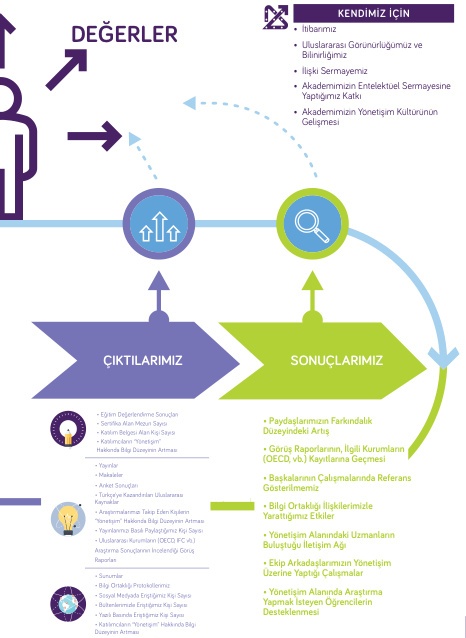 DEĞERLER
KENDİMİZ İÇİN
• İtibarımız
• Uluslararası Görünürlüğümüz ve
Bilinirliğimiz
• İlişki Sermayemiz
• Akademimizin Entelektüel Sermayesine
Yaptığımız Katkı
• Akademimizin Yönetişim Kültürünün
Gelişmesi
ÇIKTILARIMIZ
• Eğitim Değerlendirme Sonuçları
• Sertifika Alan Mezun Sayısı
• Katılım Belgesi Alan Kişi Sayısı
• Katılımcıların "Yönetişim"
Hakkında Bilgi Düzeyinin Artması
• Yayınlar
• Makaleler
• Anket Sonuçları
• Türkçe'ye Kazandırılan Uluslararası
Kaynaklar
• Araştırmalarımızı Takip Eden Kişilerin
"Yönetişim" Hakkında Bilgi Düzeyinin Artması
• Yayınlarımızı Basılı Paylaştığımız Kişi Sayısı
• Uluslararası Kurumların (OECD, IFC vb.)
Araştırma Sonuçlarının İncelendiği Görüş
Raporları
• Sunumlar
• Bilgi Ortaklığı Protokollerimiz
• Sosyal Medyada Eriştiğimiz Kişi Sayısı
• Bültenlerimizle Eriştiğimiz Kişi Sayısı
• Yazılı Basında Eriştiğimiz Kişi Sayısı
• Katılımcıların "Yönetişim" Hakkında Bilgi
Düzeyinin Artması
SONUÇLARIMIZ
• Paydaşlarımızın Farkındalık
Düzeyindeki Artış
• Görüş Raporlarının, İlgili Kurumların
(OECD, vb.) Kayıtlarına Geçmesi
• Başkalarının Çalışmalarında Referans
Gösterilmemiz
• Bilgi Ortaklığı İlişkilerimizle
Yarattığımız Etkiler
• Yönetişim Alanındaki Uzmanların
Buluştuğu İletişim Ağı
• Ekip Arkadaşlarımızın Yönetişim
Üzerine Yaptığı Çalışmalar
• Yönetişim Alanında Araştırma
Yapmak İsteyen Öğrencilerin
Desteklenmesi